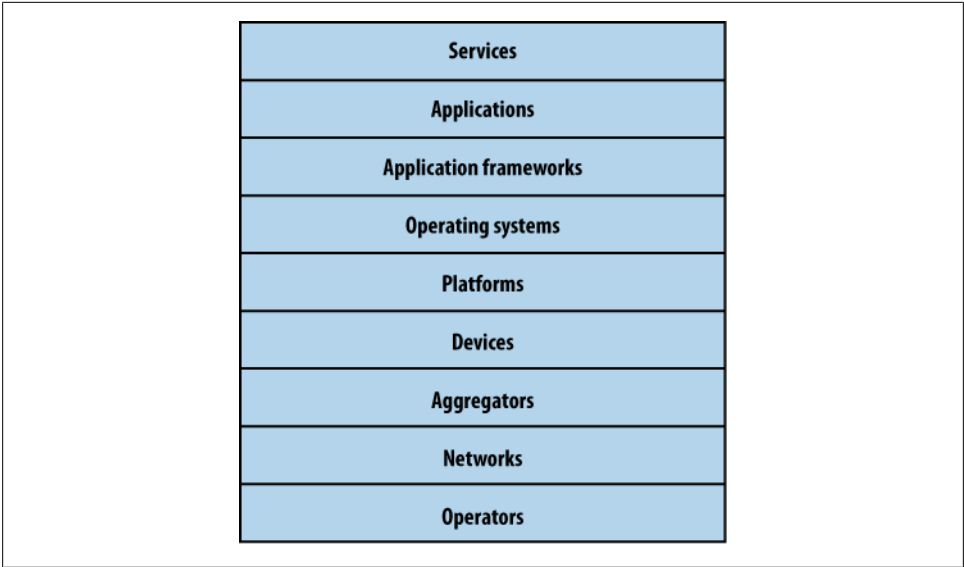 Services
Applications
Application frameworks
Operating systems
Platforms
Devices
Aggregators
Networks
Operators